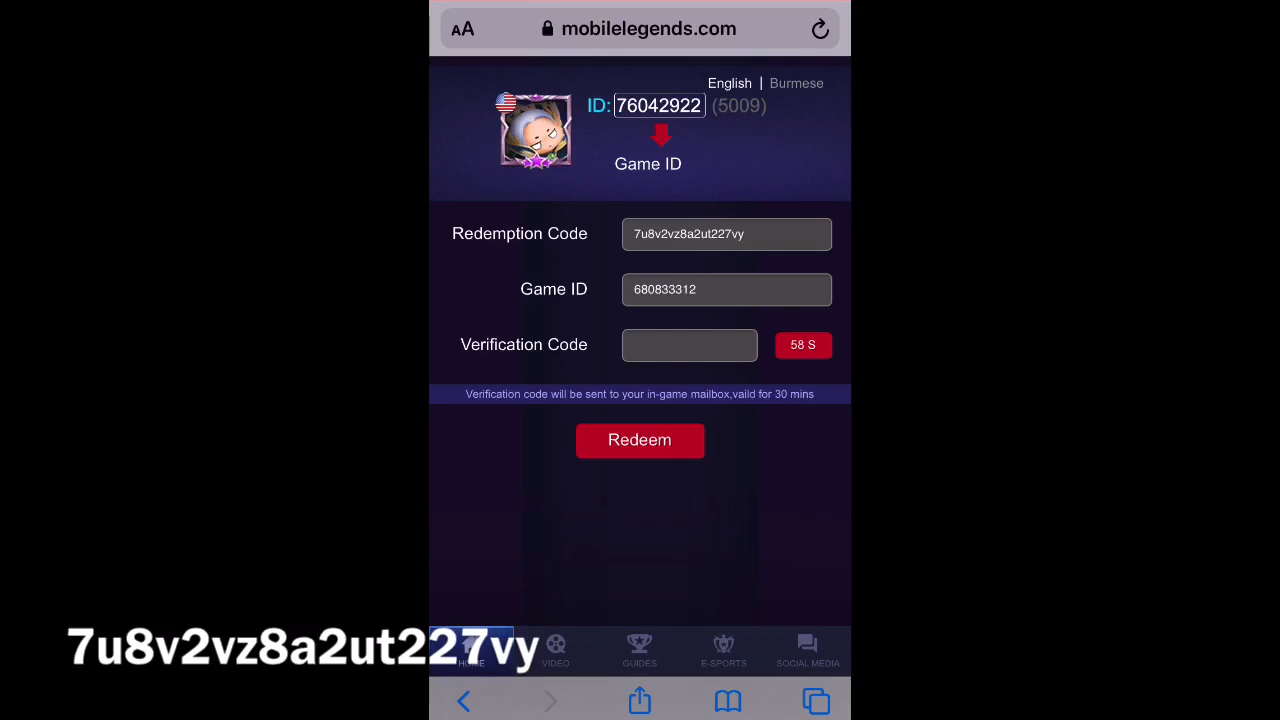 AA mobilelegends.com
English | Burmese
ID: 76042922 (5009)
Game ID
Redemption Code 7u8v2vz8a2ut227vy
Game ID 680833312
Verification Code 58 S
Verification code will be sent to your in-game mailbox,vaild for 30 mins
Redeem
7u8v2vz8a2ut227vy
HOME VIDEO GUIDES E-SPORTS SOCIAL MEDIA